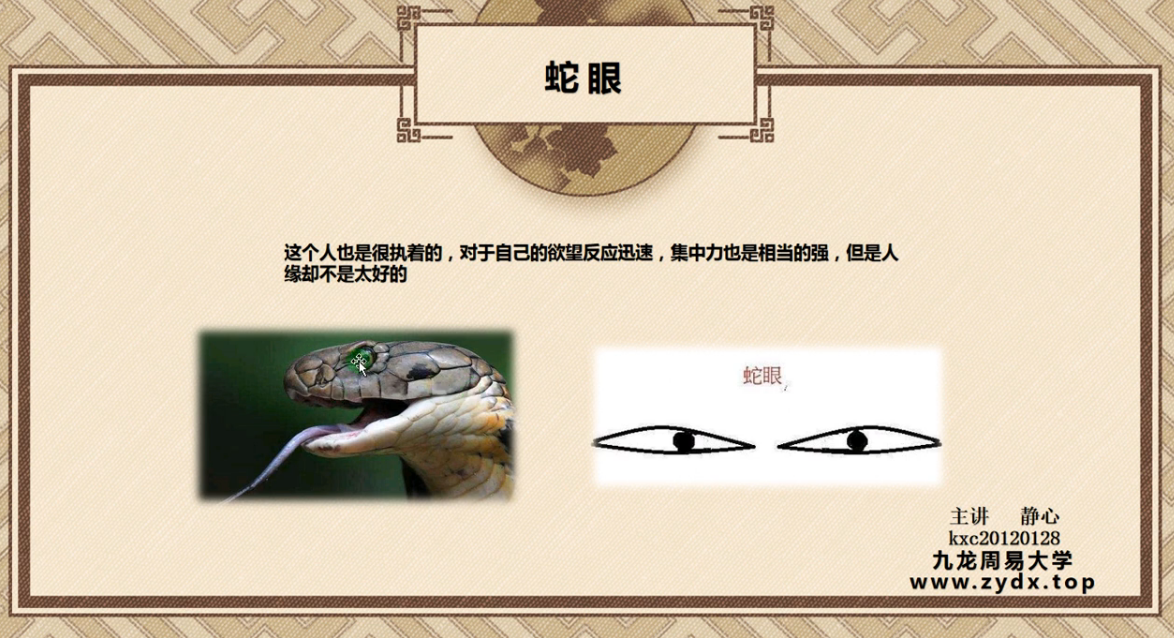 蛇眼
这个人也是很执着的，对于自己的欲望反应迅速，集中力也是相当的强，但是人
缘却不是太好的
蛇眼
主讲 静心
kxc20120128
九龙周易大学
www.zydx.top